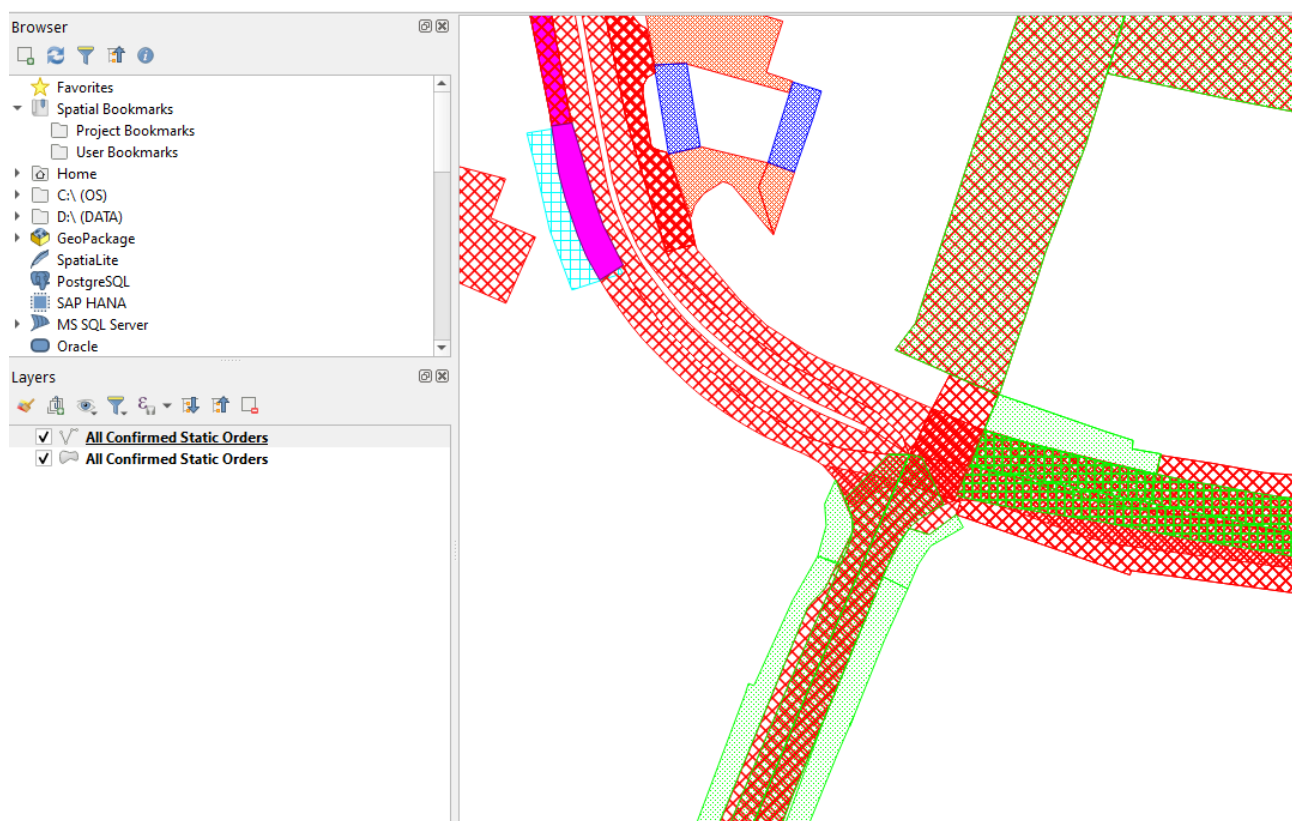 Browser
Favorites
Spatial Bookmarks
Project Bookmarks
User Bookmarks
Home
C:\ (OS)
D:\ (DATA)
GeoPackage
SpatiaLite
PostgreSQL
SAP HANA
MS SQL Server
Oracle
Layers
All Confirmed Static Orders
All Confirmed Static Orders